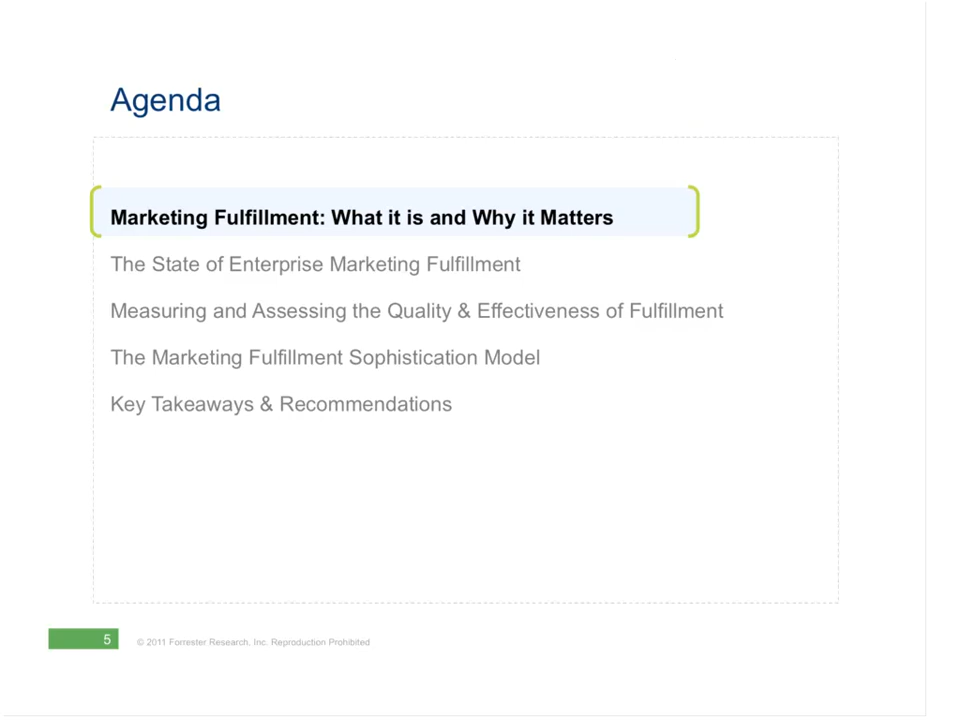 Agenda
Marketing Fulfillment: What it is and Why it Matters
The State of Enterprise Marketing Fulfillment
Measuring and Assessing the Quality & Effectiveness of Fulfillment
The Marketing Fulfillment Sophistication Model
Key Takeaways & Recommendations
5 © 2011 Forrester Research, Inc. Reproduction Prohibited